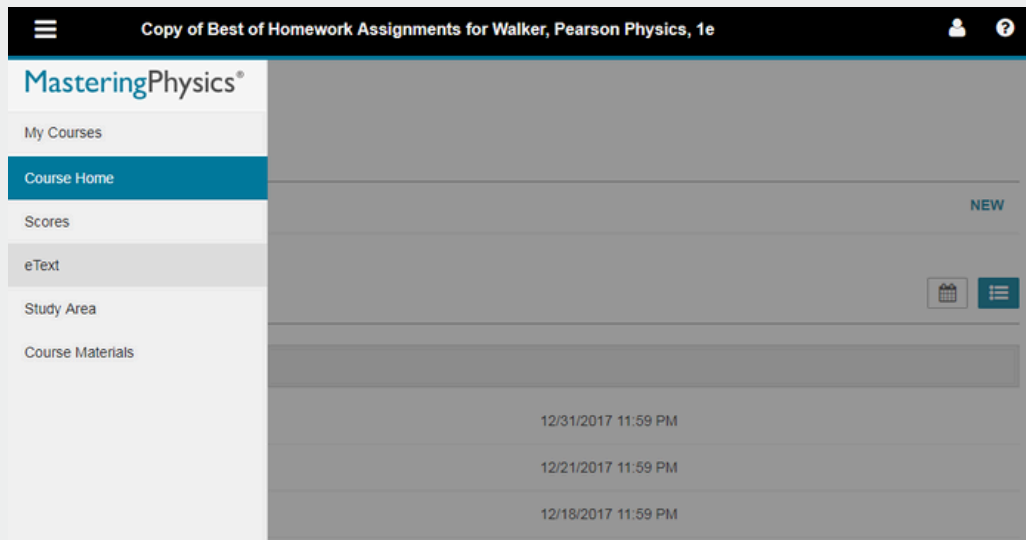 Copy of Best of Homework Assignments for Walker, Pearson Physics, 1e
MasteringPhysics®
My Courses
Course Home
Scores
NEW
eText
Study Area
Course Materials
12/31/2017 11:59 PM
12/21/2017 11:59 PM
12/18/2017 11:59 PM